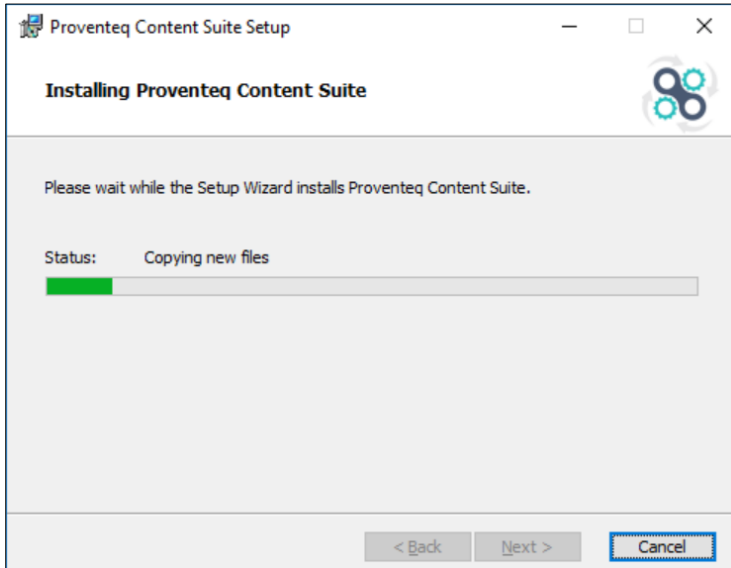 Proventeq Content Suite Setup
Installing Proventeq Content Suite
Please wait while the Setup Wizard installs Proventeq Content Suite.
Status: Copying new files
< Back Next > Cancel